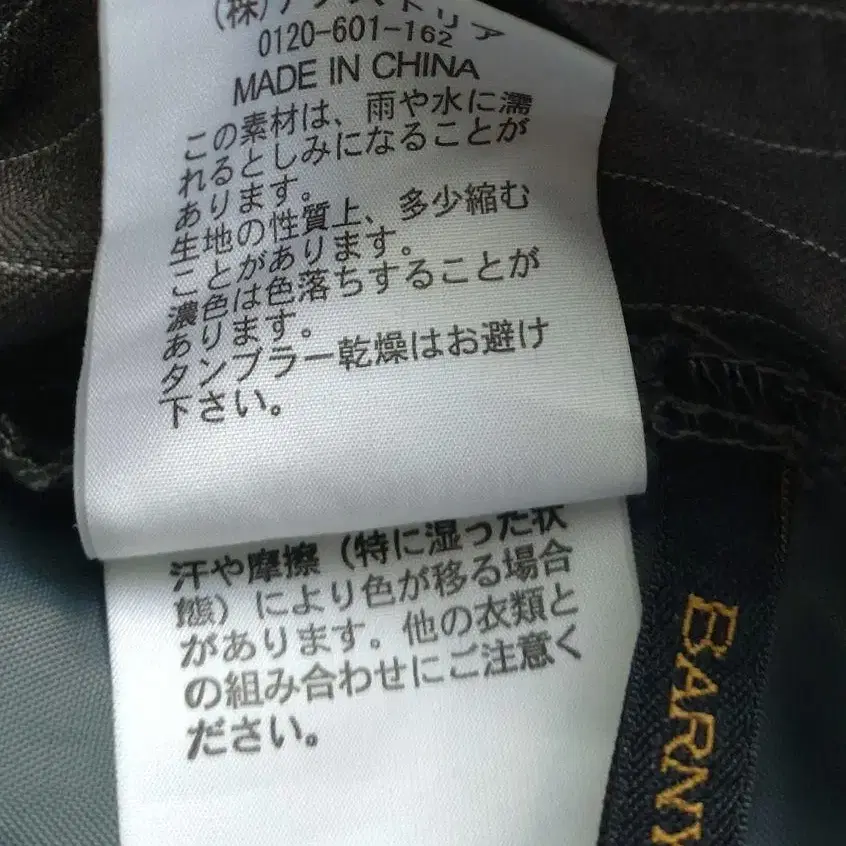 0120-601-162
MADE IN CHINA
この素材は、雨や水に濡
れるとしみになることが
あります。
生地の性質上、多少縮む
ことがあります。
濃色は色落ちすることが
あります。
タンブラー乾燥はお避け
下さい。
汗や摩擦(特に湿った状
態)により色が移る場合
があります。他の衣類と
の組み合わせにご注意く
ださい。
BARNY